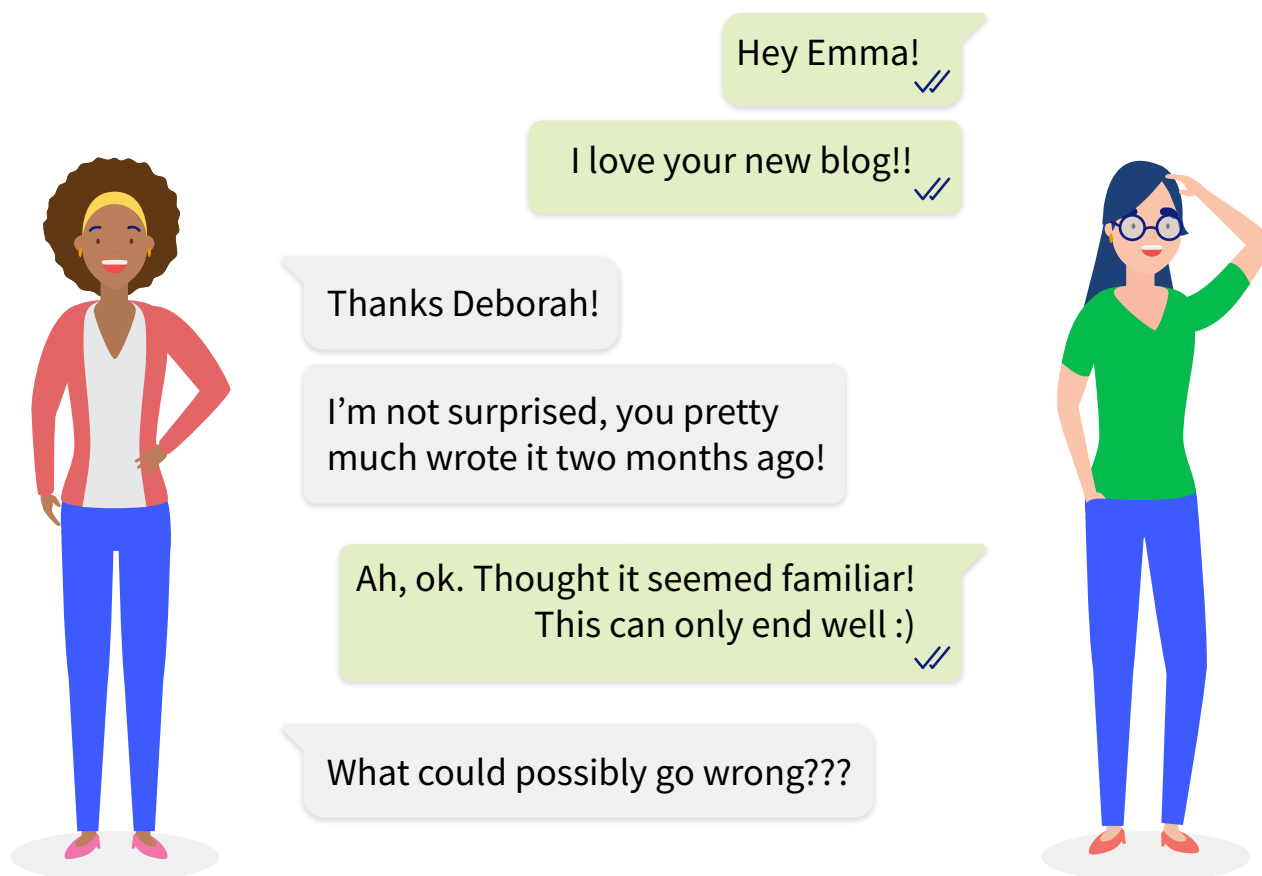 Hey Emma!
I love your new blog!!
Thanks Deborah!
I’m not surprised, you pretty
much wrote it two months ago!
Ah, ok. Thought it seemed familiar!
This can only end well :)
What could possibly go wrong???